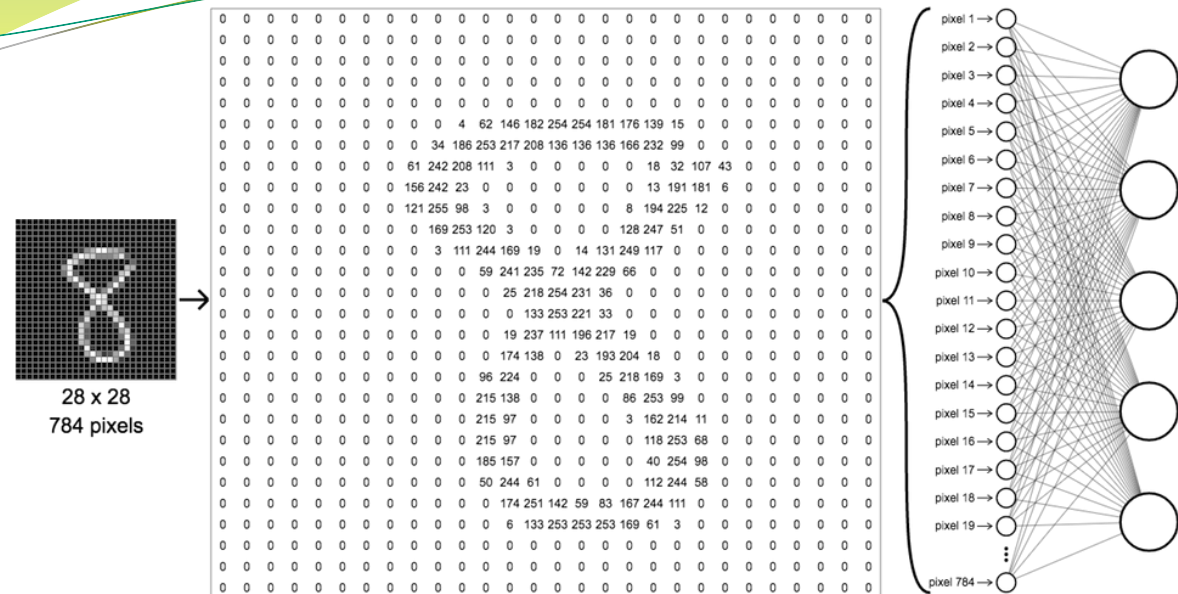 28 x 28
784 pixels
0 0 0 0 0 0 0 0 0 0 0 0 0 0 0 0 0 0 0 0 0 0 0 0 0 0 0 0
0 0 0 0 0 0 0 0 0 0 0 0 0 0 0 0 0 0 0 0 0 0 0 0 0 0 0 0
0 0 0 0 0 0 0 0 0 0 0 0 0 0 0 0 0 0 0 0 0 0 0 0 0 0 0 0
0 0 0 0 0 0 0 0 0 0 0 0 0 0 0 0 0 0 0 0 0 0 0 0 0 0 0 0
0 0 0 0 0 0 0 0 0 0 0 0 0 0 0 0 0 0 0 0 0 0 0 0 0 0 0 0
0 0 0 0 0 0 0 0 0 0 4 62 146 182 254 254 181 176 139 15 0 0 0 0 0 0 0 0
0 0 0 0 0 0 0 0 0 34 186 253 217 208 136 136 136 166 232 99 0 0 0 0 0 0 0 0
0 0 0 0 0 0 0 0 61 242 208 111 3 0 0 0 0 0 18 32 107 43 0 0 0 0 0 0
0 0 0 0 0 0 0 0 156 242 23 0 0 0 0 0 0 0 13 191 181 6 0 0 0 0 0 0
0 0 0 0 0 0 0 0 121 255 98 3 0 0 0 0 0 8 194 225 12 0 0 0 0 0 0 0
0 0 0 0 0 0 0 0 0 169 253 120 3 0 0 0 0 128 247 51 0 0 0 0 0 0 0 0
0 0 0 0 0 0 0 0 0 3 111 244 169 19 0 14 131 249 117 0 0 0 0 0 0 0 0 0
0 0 0 0 0 0 0 0 0 0 0 59 241 235 72 142 229 66 0 0 0 0 0 0 0 0 0 0
0 0 0 0 0 0 0 0 0 0 0 0 25 218 254 231 36 0 0 0 0 0 0 0 0 0 0 0
0 0 0 0 0 0 0 0 0 0 0 0 0 133 253 221 33 0 0 0 0 0 0 0 0 0 0 0
0 0 0 0 0 0 0 0 0 0 0 0 19 237 111 196 217 19 0 0 0 0 0 0 0 0 0 0
0 0 0 0 0 0 0 0 0 0 0 0 174 138 0 23 193 204 18 0 0 0 0 0 0 0 0 0
0 0 0 0 0 0 0 0 0 0 0 96 224 0 0 0 25 218 169 3 0 0 0 0 0 0 0 0
0 0 0 0 0 0 0 0 0 0 0 215 138 0 0 0 0 86 253 99 0 0 0 0 0 0 0 0
0 0 0 0 0 0 0 0 0 0 0 215 97 0 0 0 0 3 162 214 11 0 0 0 0 0 0 0
0 0 0 0 0 0 0 0 0 0 0 215 97 0 0 0 0 0 118 253 68 0 0 0 0 0 0 0
0 0 0 0 0 0 0 0 0 0 0 185 157 0 0 0 0 0 40 254 98 0 0 0 0 0 0 0
0 0 0 0 0 0 0 0 0 0 0 50 244 61 0 0 0 0 112 244 58 0 0 0 0 0 0 0
0 0 0 0 0 0 0 0 0 0 0 0 174 251 142 59 83 167 244 111 0 0 0 0 0 0 0 0
0 0 0 0 0 0 0 0 0 0 0 0 6 133 253 253 253 169 61 3 0 0 0 0 0 0 0 0
0 0 0 0 0 0 0 0 0 0 0 0 0 0 0 0 0 0 0 0 0 0 0 0 0 0 0 0
0 0 0 0 0 0 0 0 0 0 0 0 0 0 0 0 0 0 0 0 0 0 0 0 0 0 0 0
0 0 0 0 0 0 0 0 0 0 0 0 0 0 0 0 0 0 0 0 0 0 0 0 0 0 0 0
pixel 1
pixel 2
pixel 3
pixel 4
pixel 5
pixel 6
pixel 7
pixel 8
pixel 9
pixel 10
pixel 11
pixel 12
pixel 13
pixel 14
pixel 15
pixel 16
pixel 17
pixel 18
pixel 19
pixel 784